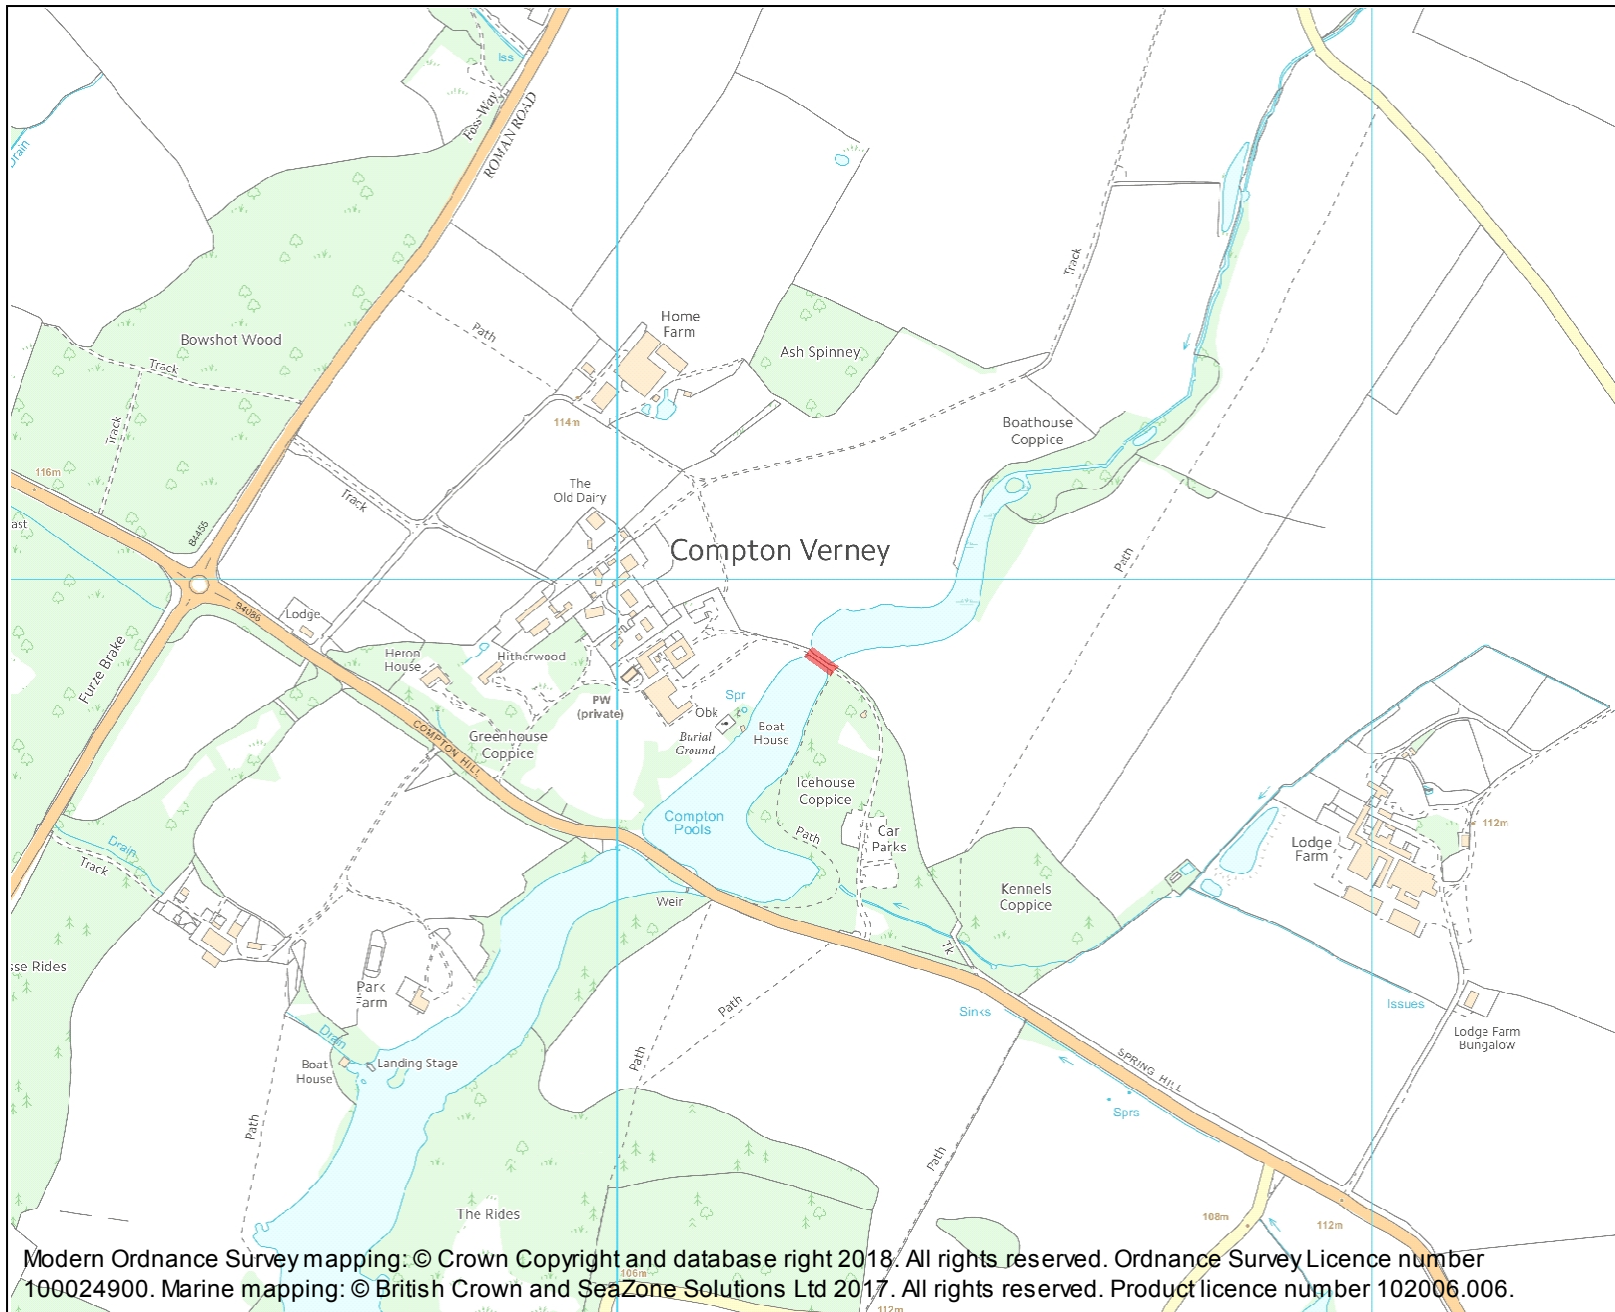 Iss
Foss Way
ROMAN ROAD
Drain
Bowshot Wood
Track
Track
Path
Home
Farm
Ash Spinney
Track
114m
Boathouse
Coppice
116m
Track
The
Old Dairy
ast
B4455
Compton Verney
Path
B4086
Lodge
Heron
House
Hitherwood
Furze Brake
PW
(private)
Spr
Obk
Burial
Ground
Boat
House
COMPTON HILL
Greenhouse
Coppice
Icehouse
Coppice
Compton
Pools
Path
Car
Parks
Lodge
Farm
112m
Drain
Track
Weir
Kennels
Coppice
Tk
sse Rides
Park
Farm
Path
Sinks
Issues
Lodge Farm
Bungalow
Drain
Boat
House
Landing Stage
Path
SPRING HILL
Sprs
Path
Path
The Rides
108m
112m
Modern Ordnance Survey mapping: © Crown Copyright and database right 2018. All rights reserved. Ordnance Survey Licence number
100024900. Marine mapping: © British Crown and SeaZone Solutions Ltd 2017. All rights reserved. Product licence number 102006.006.
106m
112m